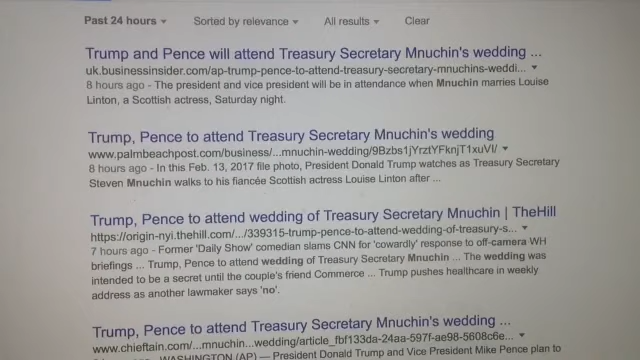 Past 24 hours Sorted by relevance All results Clear
Trump and Pence will attend Treasury Secretary Mnuchin's wedding ...
uk.businessinsider.com/ap-trump-pence-to-attend-treasury-secretary-mnuchins-weddi...
8 hours ago - The president and vice president will be in attendance when Mnuchin marries Louise
Linton, a Scottish actress, Saturday night.
Trump, Pence to attend Treasury Secretary Mnuchin's wedding
www.palmbeachpost.com/business/...mnuchin-wedding/9Bzbs1jYrztYFknjT1xuVI/
8 hours ago - In this Feb. 13, 2017 file photo, President Donald Trump watches as Treasury Secretary
Steven Mnuchin walks to his fiancée Scottish actress Louise Linton after ...
Trump, Pence to attend wedding of Treasury Secretary Mnuchin | TheHill
https://origin-nyi.thehill.com/.../339315-trump-pence-to-attend-wedding-of-treasury-s...
7 hours ago - Former 'Daily Show' comedian slams CNN for 'cowardly' response to off-camera WH
briefings ... Trump, Pence to attend wedding of Treasury Secretary Mnuchin ... The wedding was
intended to be a secret until the couple's friend Commerce ... Trump pushes healthcare in weekly
address as another lawmaker says 'no'.
Trump, Pence to attend Treasury Secretary Mnuchin's wedding ...
www.chieftain.com/...mnuchin...wedding/article_fbf133da-24aa-597f-ae98-5608c6e...
WASHINGTON (AP) — President Donald Trump and Vice President Mike Pence plan to